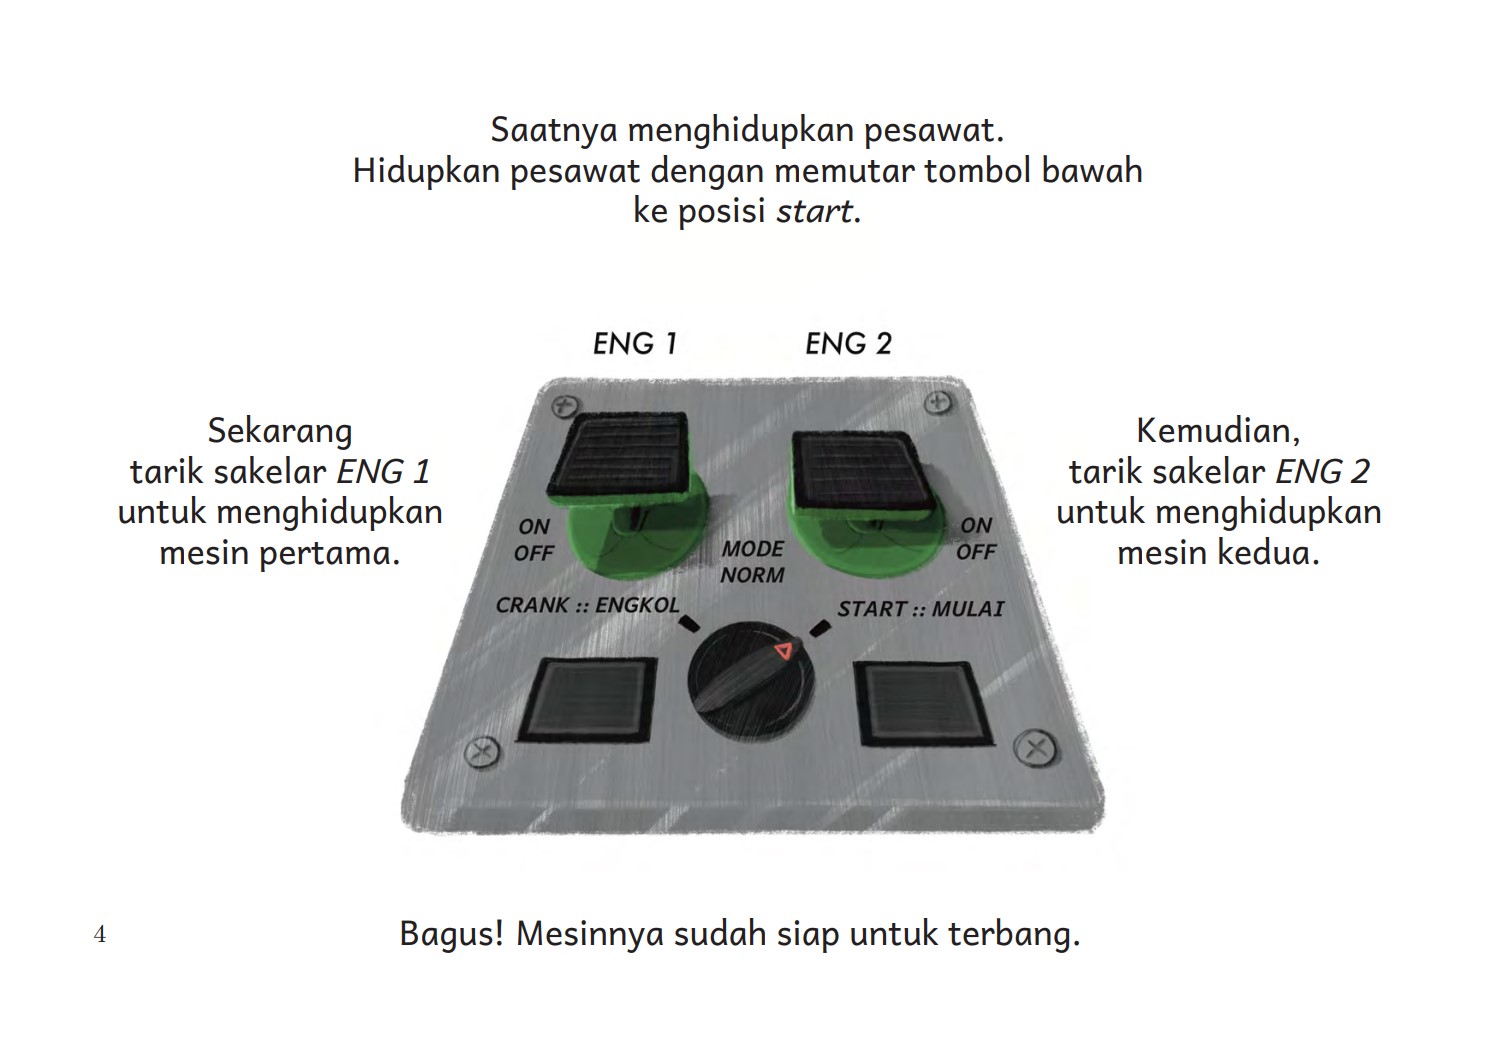 Saatnya menghidupkan pesawat.
Hidupkan pesawat dengan memutar tombol bawah
ke posisi start.
ENG 1
ENG 2
Sekarang
tarik sakelar ENG 1
untuk menghidupkan
mesin pertama.
Kemudian,
tarik sakelar ENG 2
untuk menghidupkan
mesin kedua.
ON
OFF
MODE
NORM
ON
OFF
CRANK :: ENGKOL
START :: MULAI
4
Bagus! Mesinnya sudah siap untuk terbang.